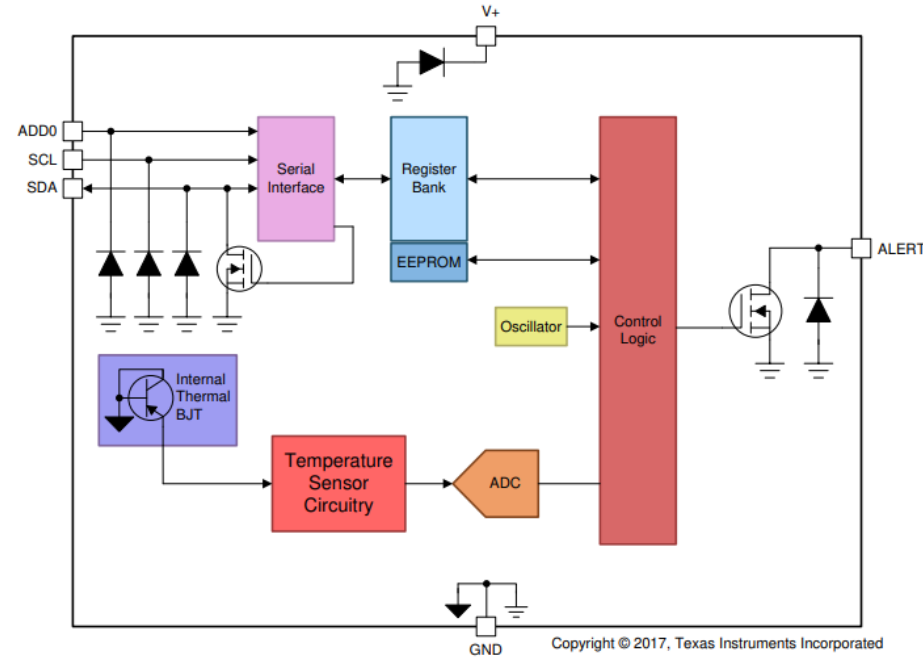 V+
ADD0
SCL
SDA
Serial
Interface
Register
Bank
EEPROM
ALERT
Oscillator
Control
Logic
Internal
Thermal
BJT
Temperature
Sensor
Circuitry
ADC
GND
Copyright © 2017, Texas Instruments Incorporated